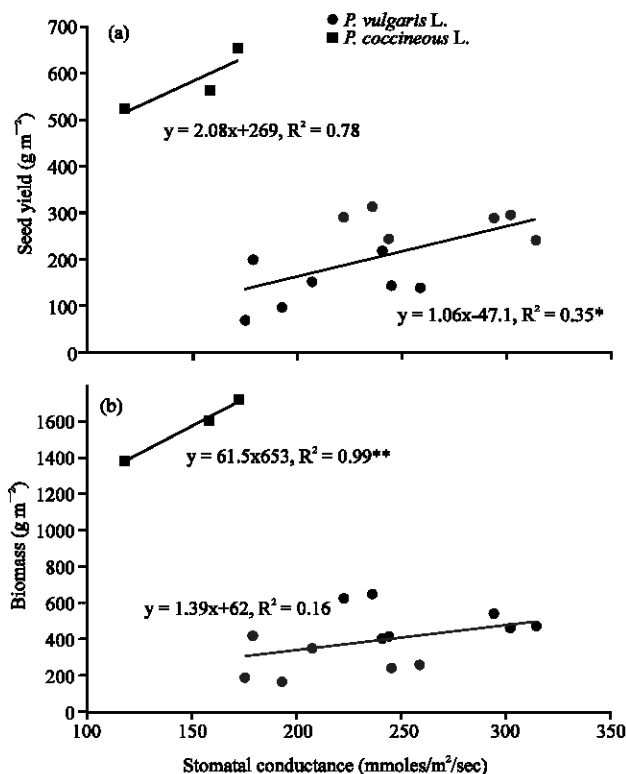 (a)
P. vulgaris L.
P. coccineous L.
700
600
500
400
300
200
100
0
Seed yield (g m⁻²)
y = 2.08x+269, R² = 0.78
y = 1.06x-47.1, R² = 0.35*
(b)
1600
1400
1200
1000
800
600
400
200
0
Biomass (g m⁻²)
y = 61.5x653, R² = 0.99**
y = 1.39x+62, R² = 0.16
100 150 200 250 300 350
Stomatal conductance (mmoles/m²/sec)